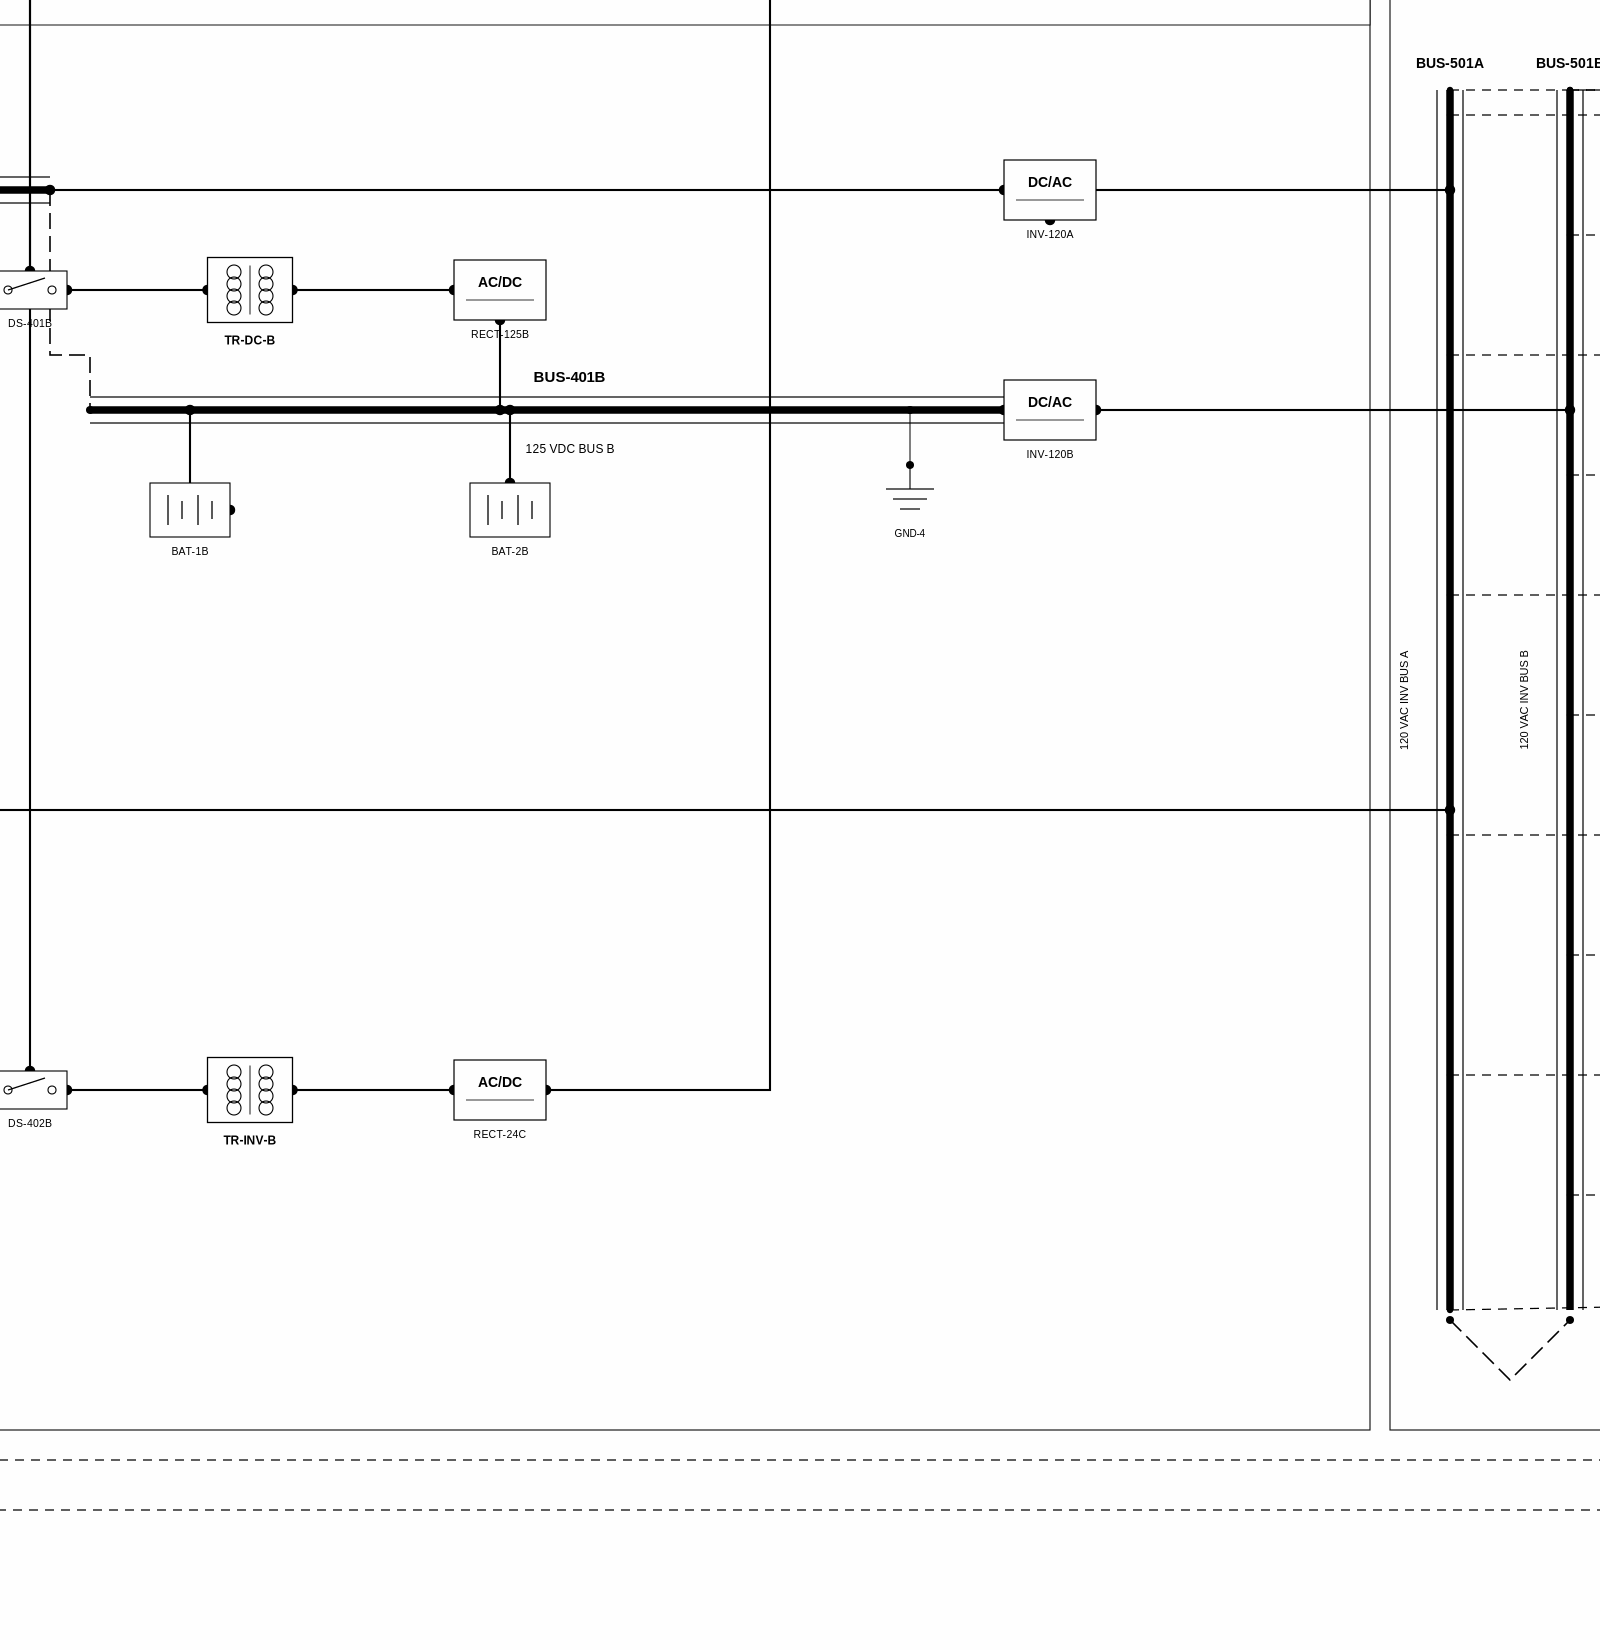 BUS-501A
DC/AC
INV-120A
AC/DC
DS-401B
TR-DC-B
RECT-125B
BUS-401B
DC/AC
125 VDC BUS B
INV-120B
BAT-1B
BAT-2B
GND-4
120 VAC INV BUS A
120 VAC INV BUS B
AC/DC
DS-402B
TR-INV-B
RECT-24C